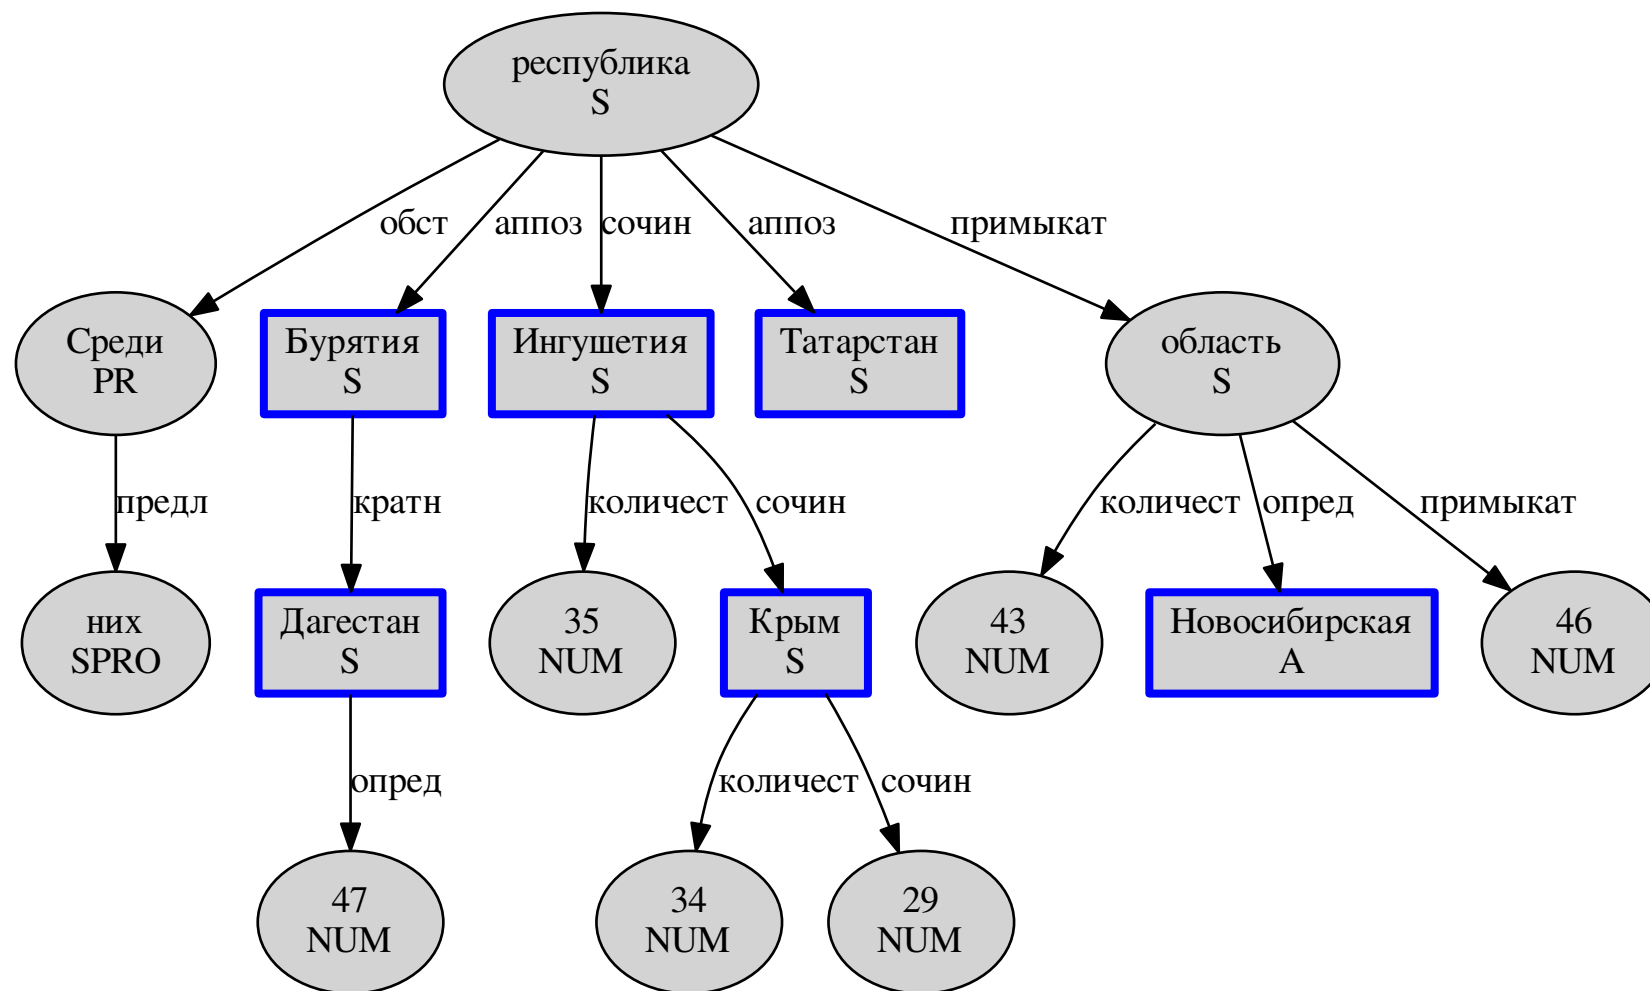 республика
S
обст
аппоз
сочин
аппоз
примыкат
Среди
PR
Бурятия
S
Ингушетия
S
Татарстан
S
область
S
предл
кратн
количест
сочин
количест
опред
примыкат
них
SPRO
Дагестан
S
35
NUM
Крым
S
43
NUM
Новосибирская
A
46
NUM
опред
количест
сочин
47
NUM
34
NUM
29
NUM